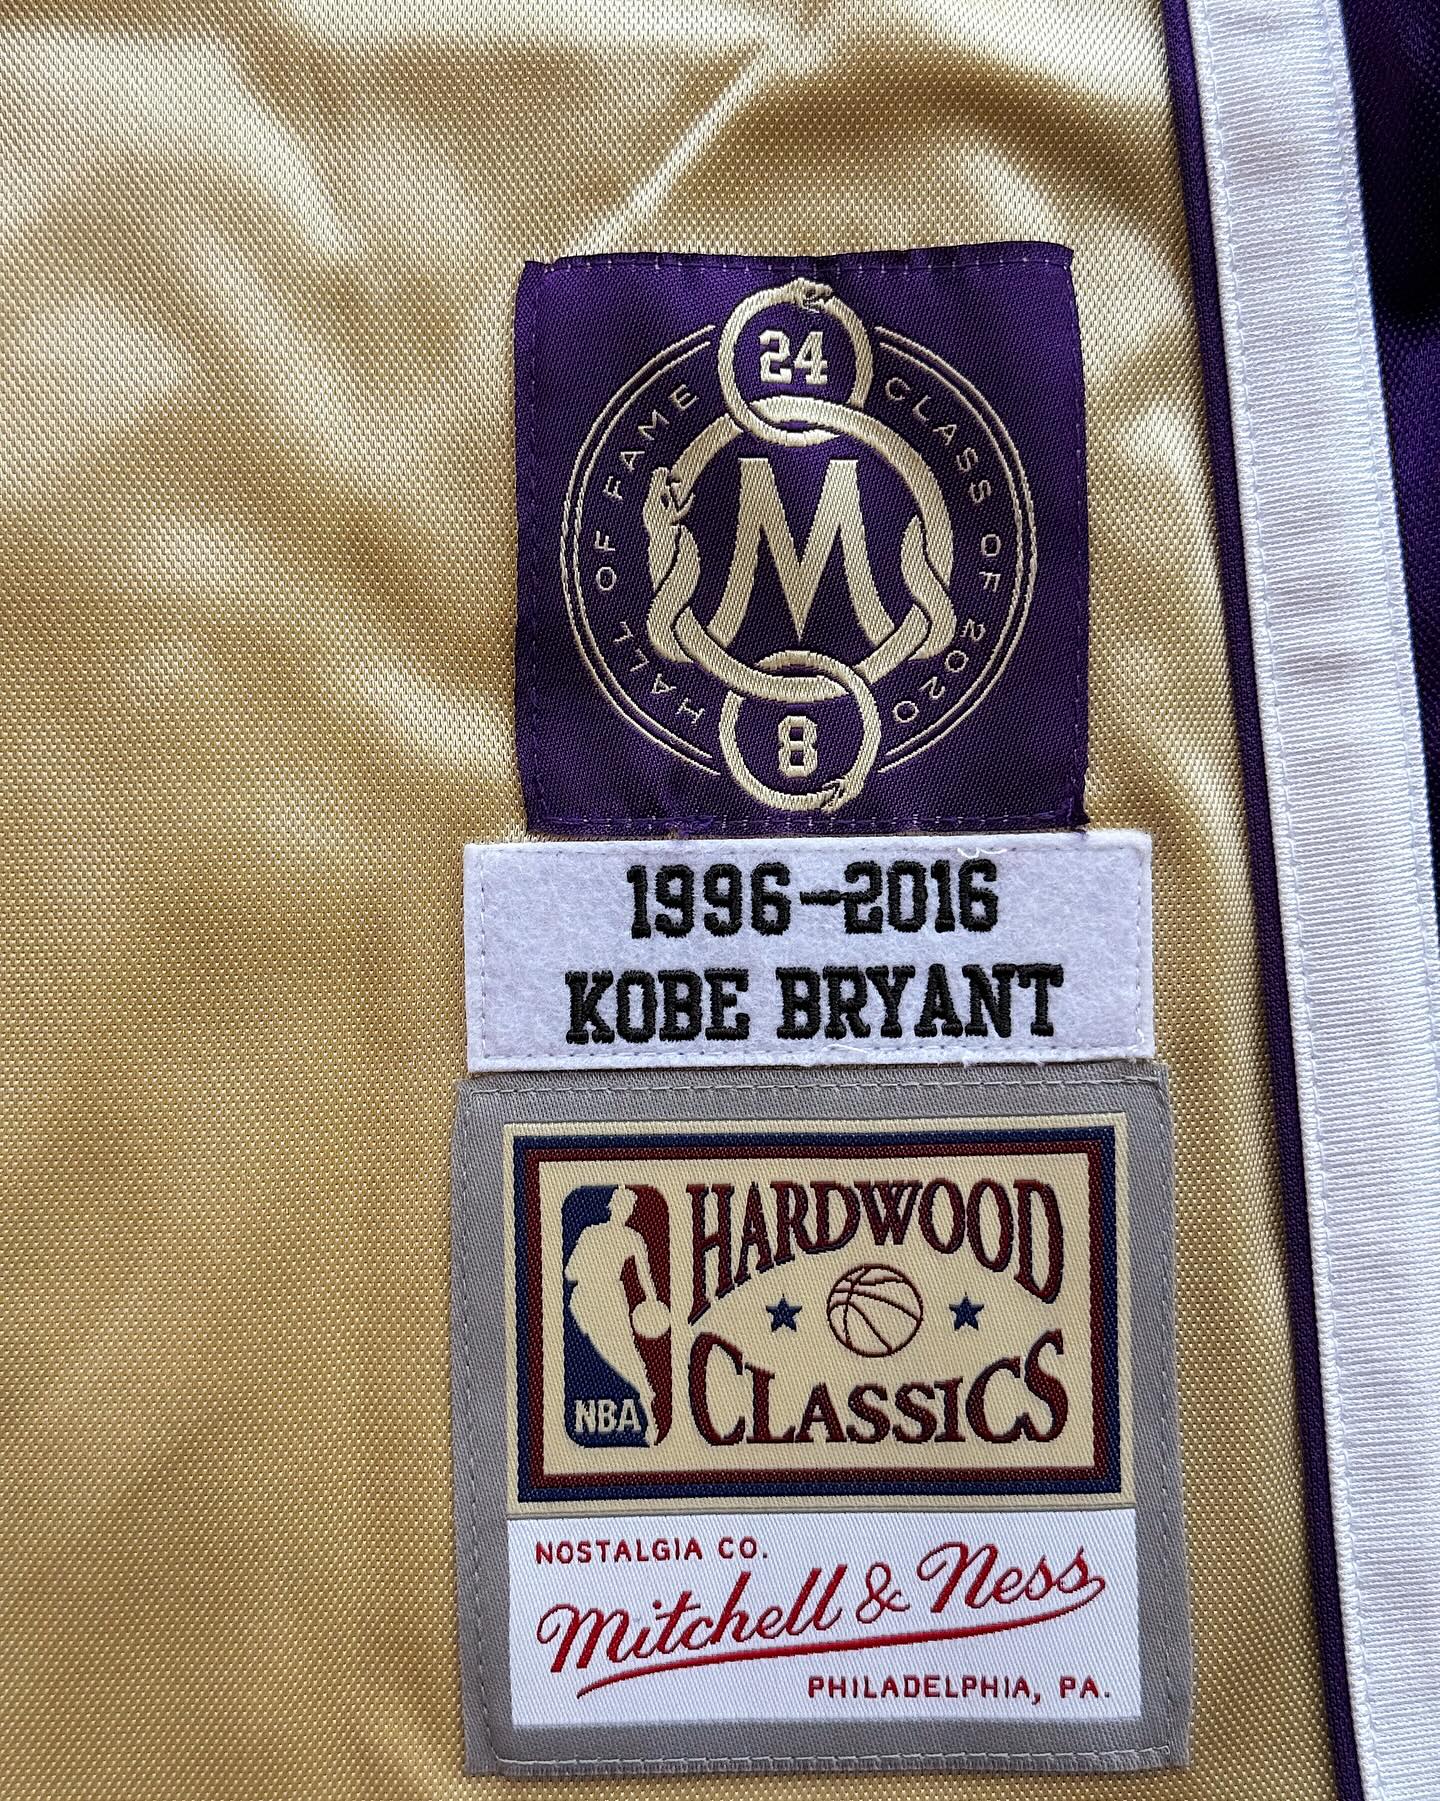 24
HALL OF FAME
CLASS OF 2020
M
8
1996-2016
KOBE BRYANT
HARDWOOD
CLASSICS
NBA
NOSTALGIA CO.
Mitchell & Ness
PHILADELPHIA, PA.